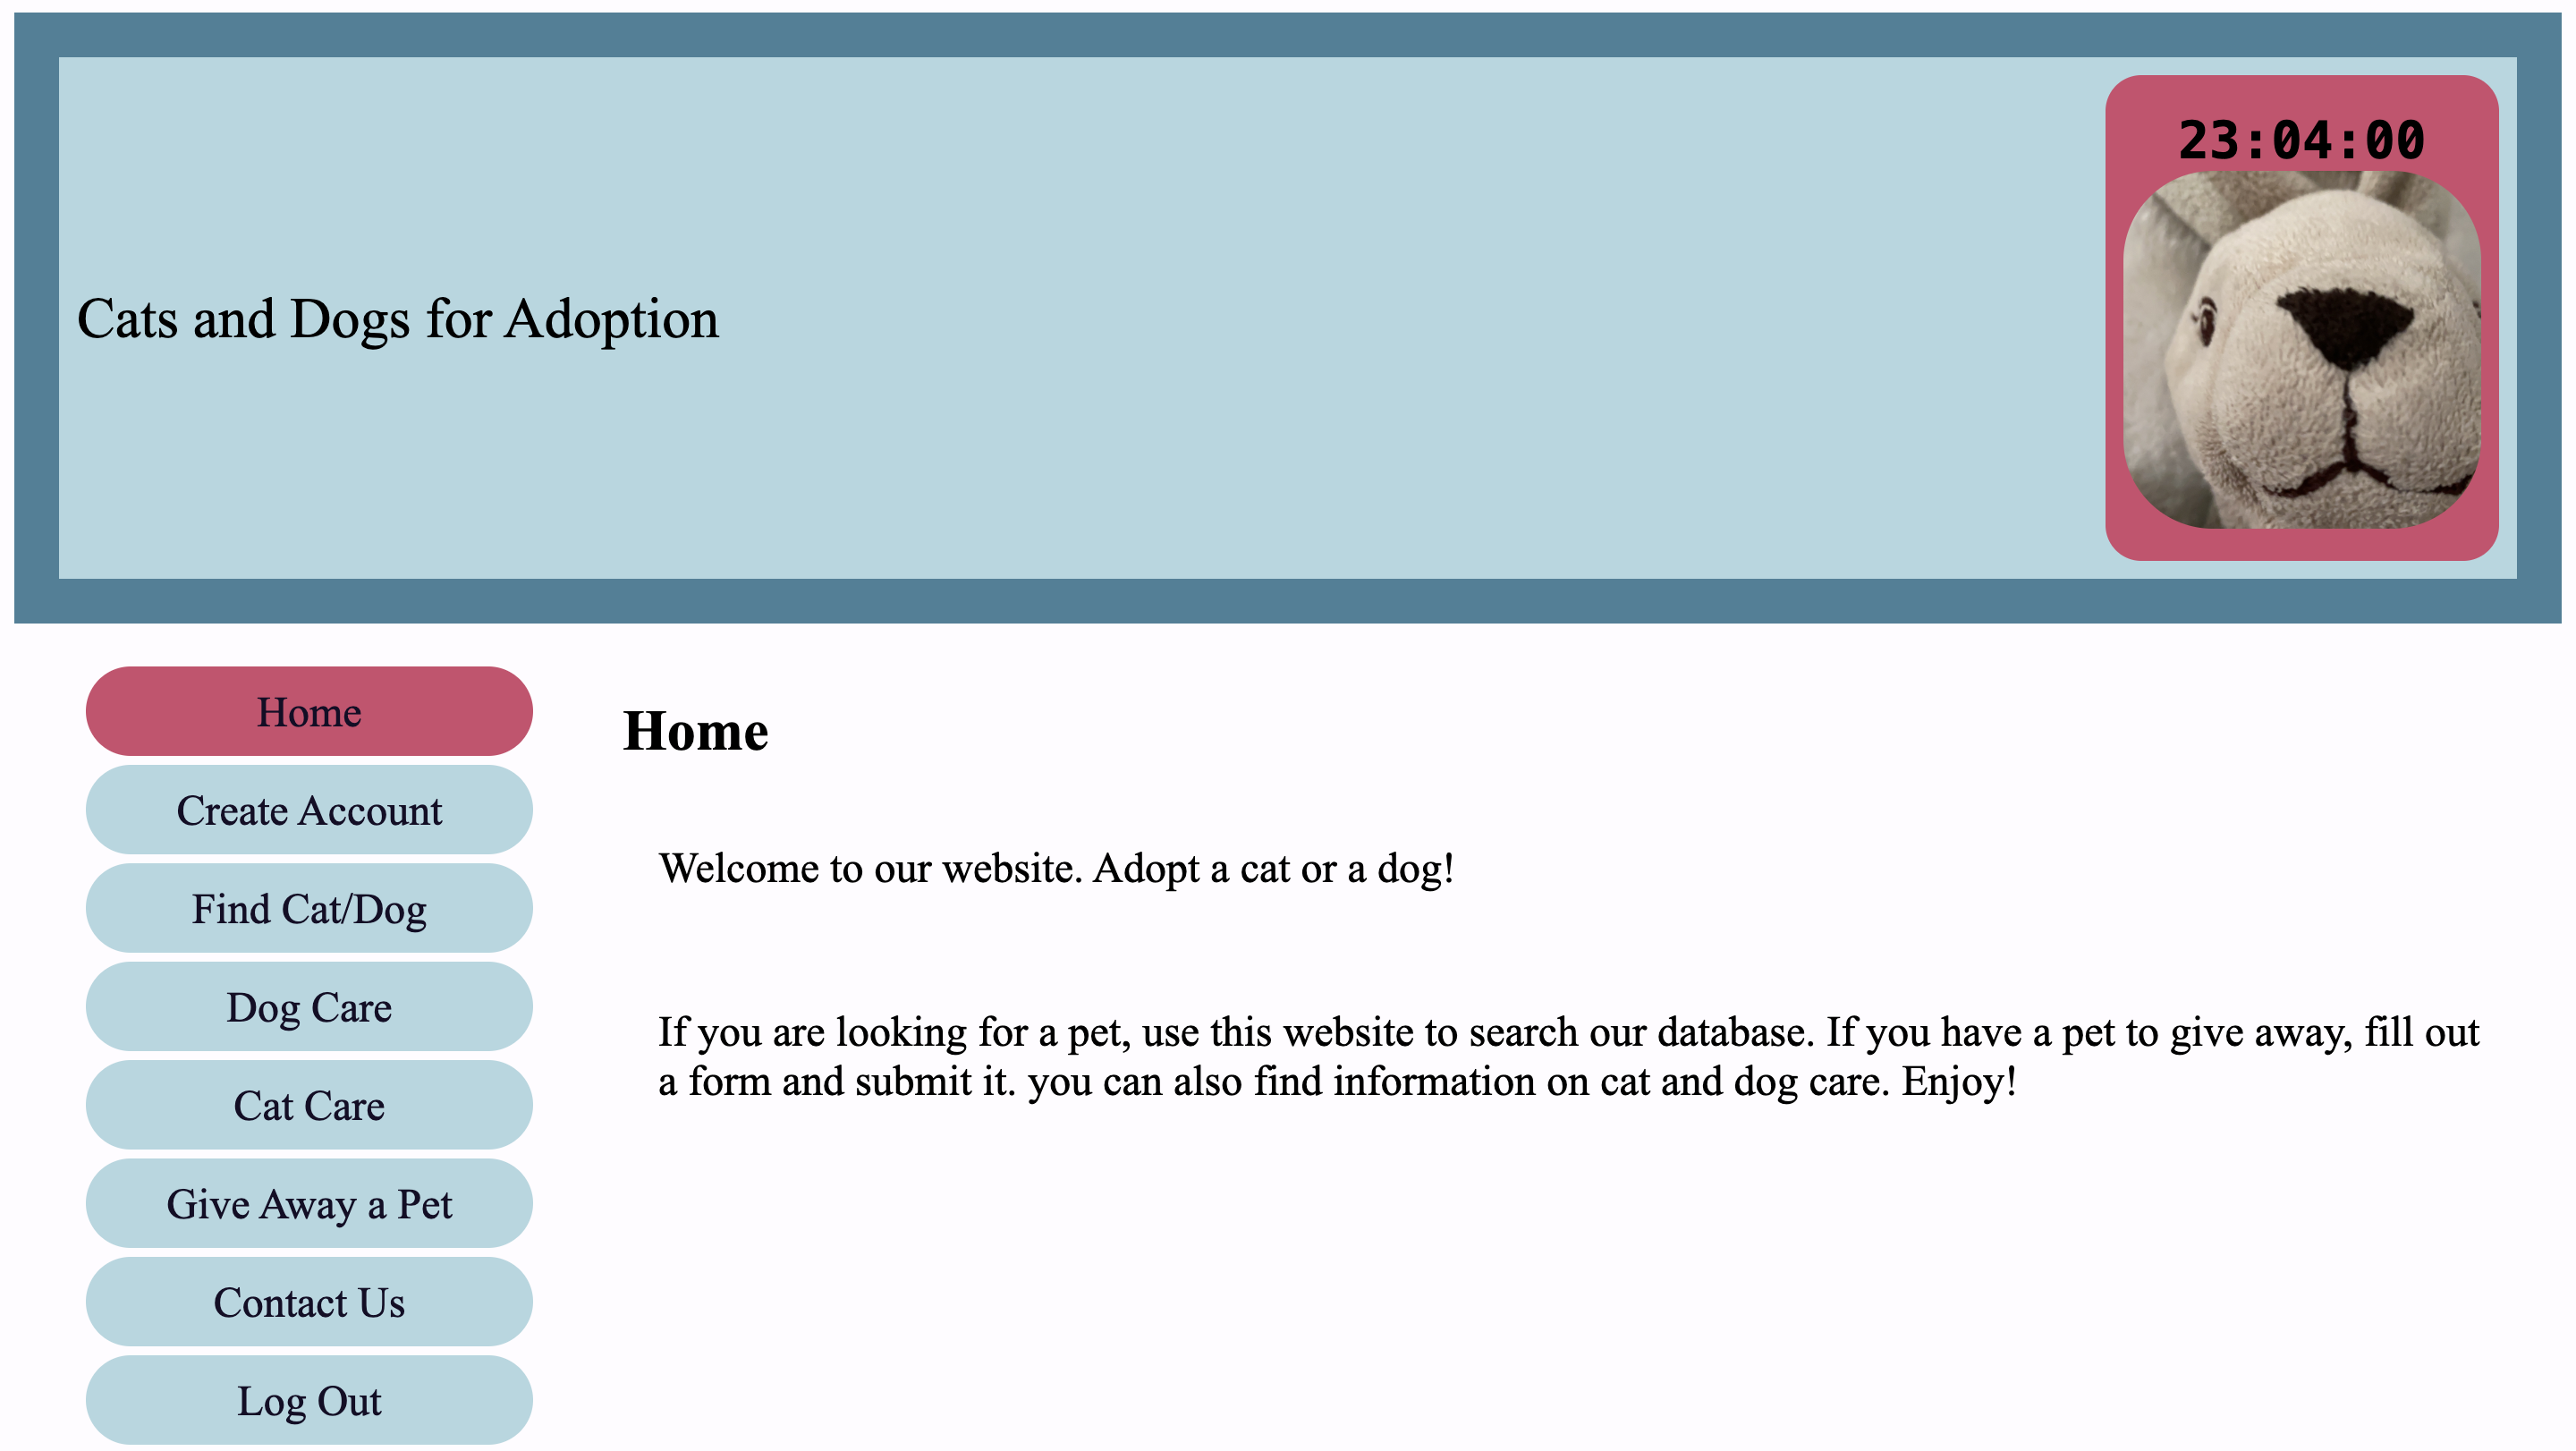 23:04:00
Cats and Dogs for Adoption
Home
Create Account
Find Cat/Dog
Dog Care
Cat Care
Give Away a Pet
Contact Us
Log Out
Home
Welcome to our website. Adopt a cat or a dog!
If you are looking for a pet, use this website to search our database. If you have a pet to give away, fill out
a form and submit it. you can also find information on cat and dog care. Enjoy!